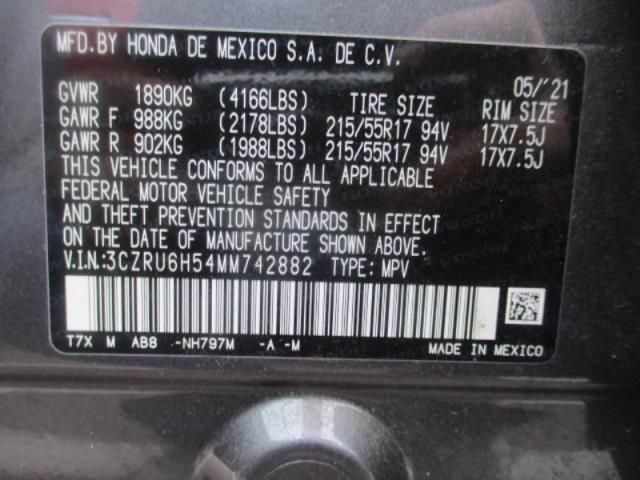 MFD.BY HONDA DE MEXICO S.A. DE C.V.
05/"21
GVWR 1890KG (4166LBS) TIRE SIZE RIM SIZE
GAWR F 988KG (2178LBS) 215/55R17 94V 17X7.5J
GAWR R 902KG (1988LBS) 215/55R17 94V 17X7.5J
THIS VEHICLE CONFORMS TO ALL APPLICABLE
FEDERAL MOTOR VEHICLE SAFETY
AND THEFT PREVENTION STANDARDS IN EFFECT
ON THE DATE OF MANUFACTURE SHOWN ABOVE.
V.I.N:3CZRU6H54MM742882 TYPE: MPV
T7X M AB8 -NH797M -A -M MADE IN MEXICO